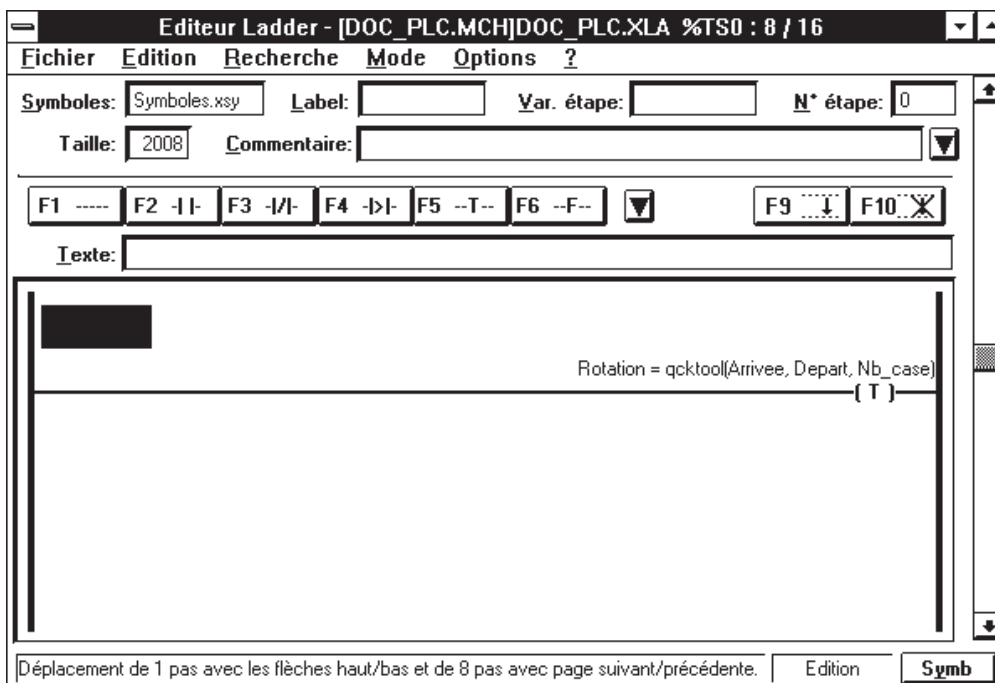 Editeur Ladder - [DOC_PLC.MCH]DOC_PLC.XLA %TS0 : 8 / 16
Fichier Edition Recherche Mode Options ?
Symboles: Symboles.xsy Label: Var. étape: N° étape: 0
Taille: 2008 Commentaire:
F1 ----- F2 -| |- F3 -|/|- F4 -|>|- F5 --T-- F6 --F-- F9 F10
Texte:
Rotation = qcktool(Arrivee, Depart, Nb_case)
( T )
Déplacement de 1 pas avec les flèches haut/bas et de 8 pas avec page suivant/précédente. Edition Symb